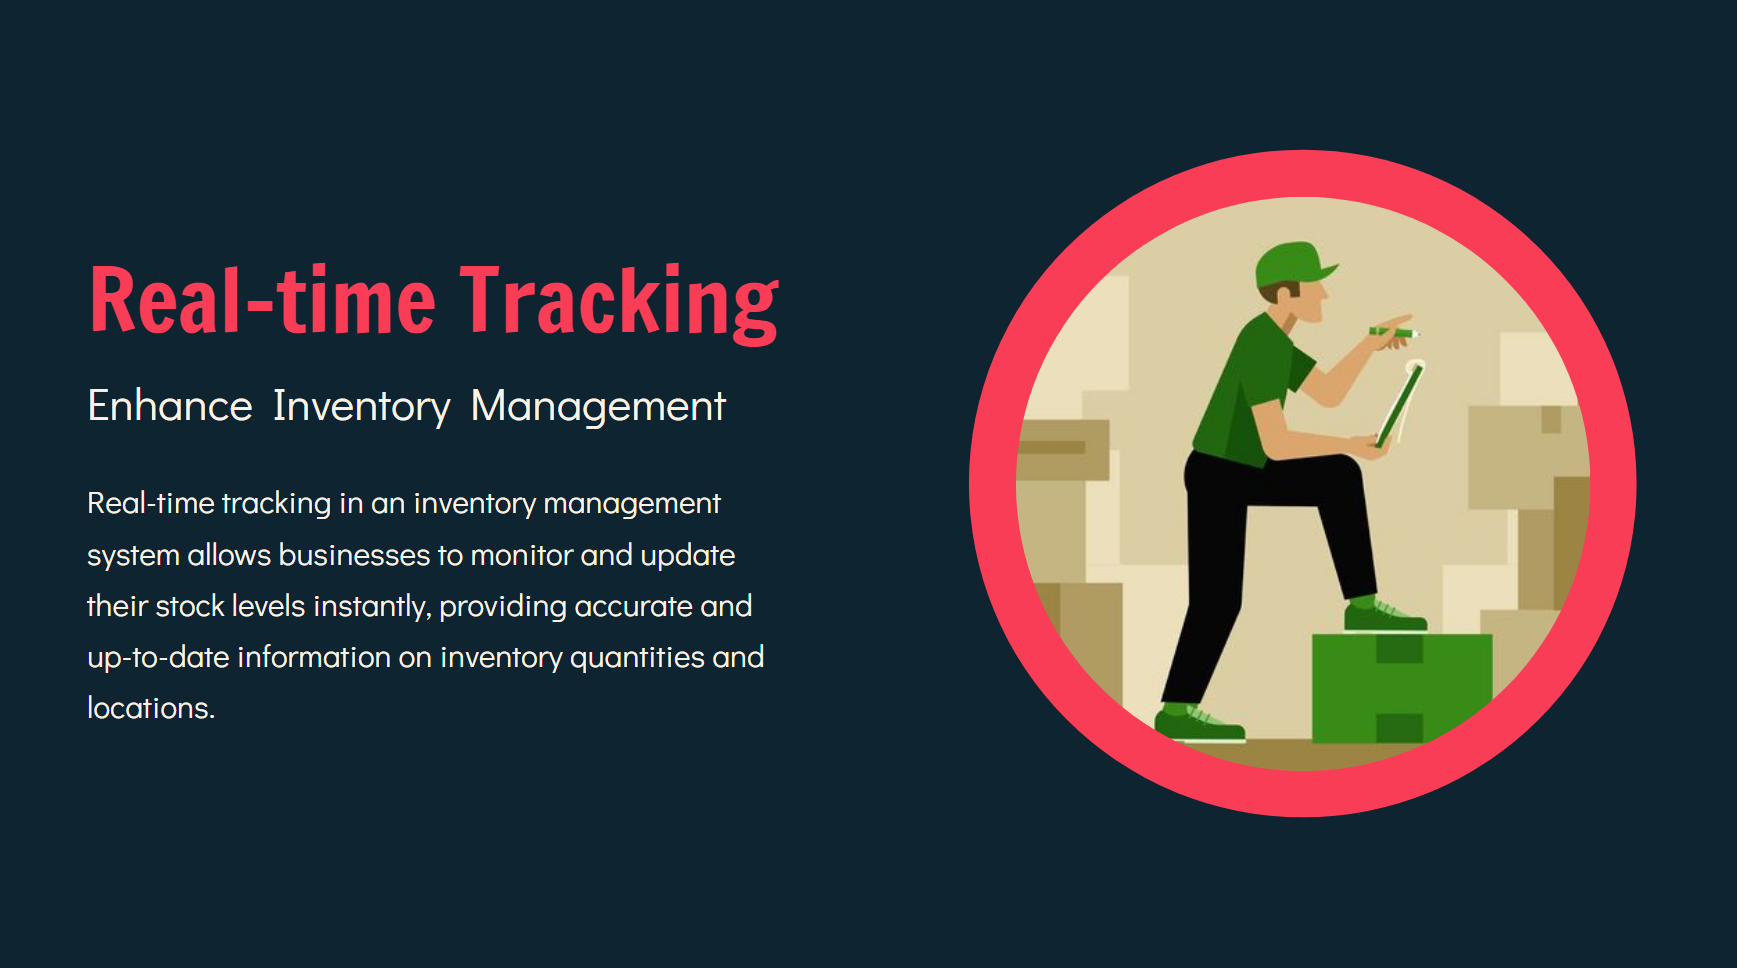 Real-time Tracking
Enhance Inventory Management
Real-time tracking in an inventory management
system allows businesses to monitor and update
their stock levels instantly, providing accurate and
up-to-date information on inventory quantities and
locations.